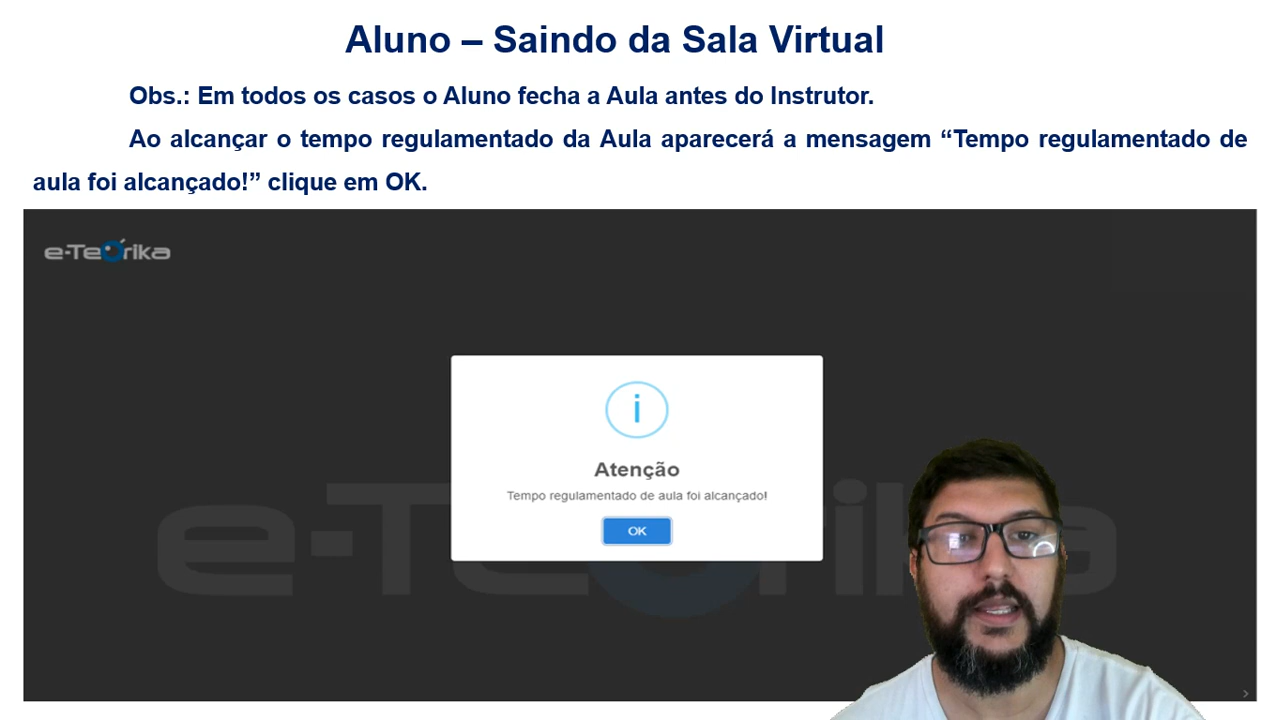 Aluno – Saindo da Sala Virtual
Obs.: Em todos os casos o Aluno fecha a Aula antes do Instrutor.
Ao alcançar o tempo regulamentado da Aula aparecerá a mensagem “Tempo regulamentado de
aula foi alcançado!” clique em OK.
e-Teórika
i
Atenção
Tempo regulamentado de aula foi alcançado!
OK
e-Teórika